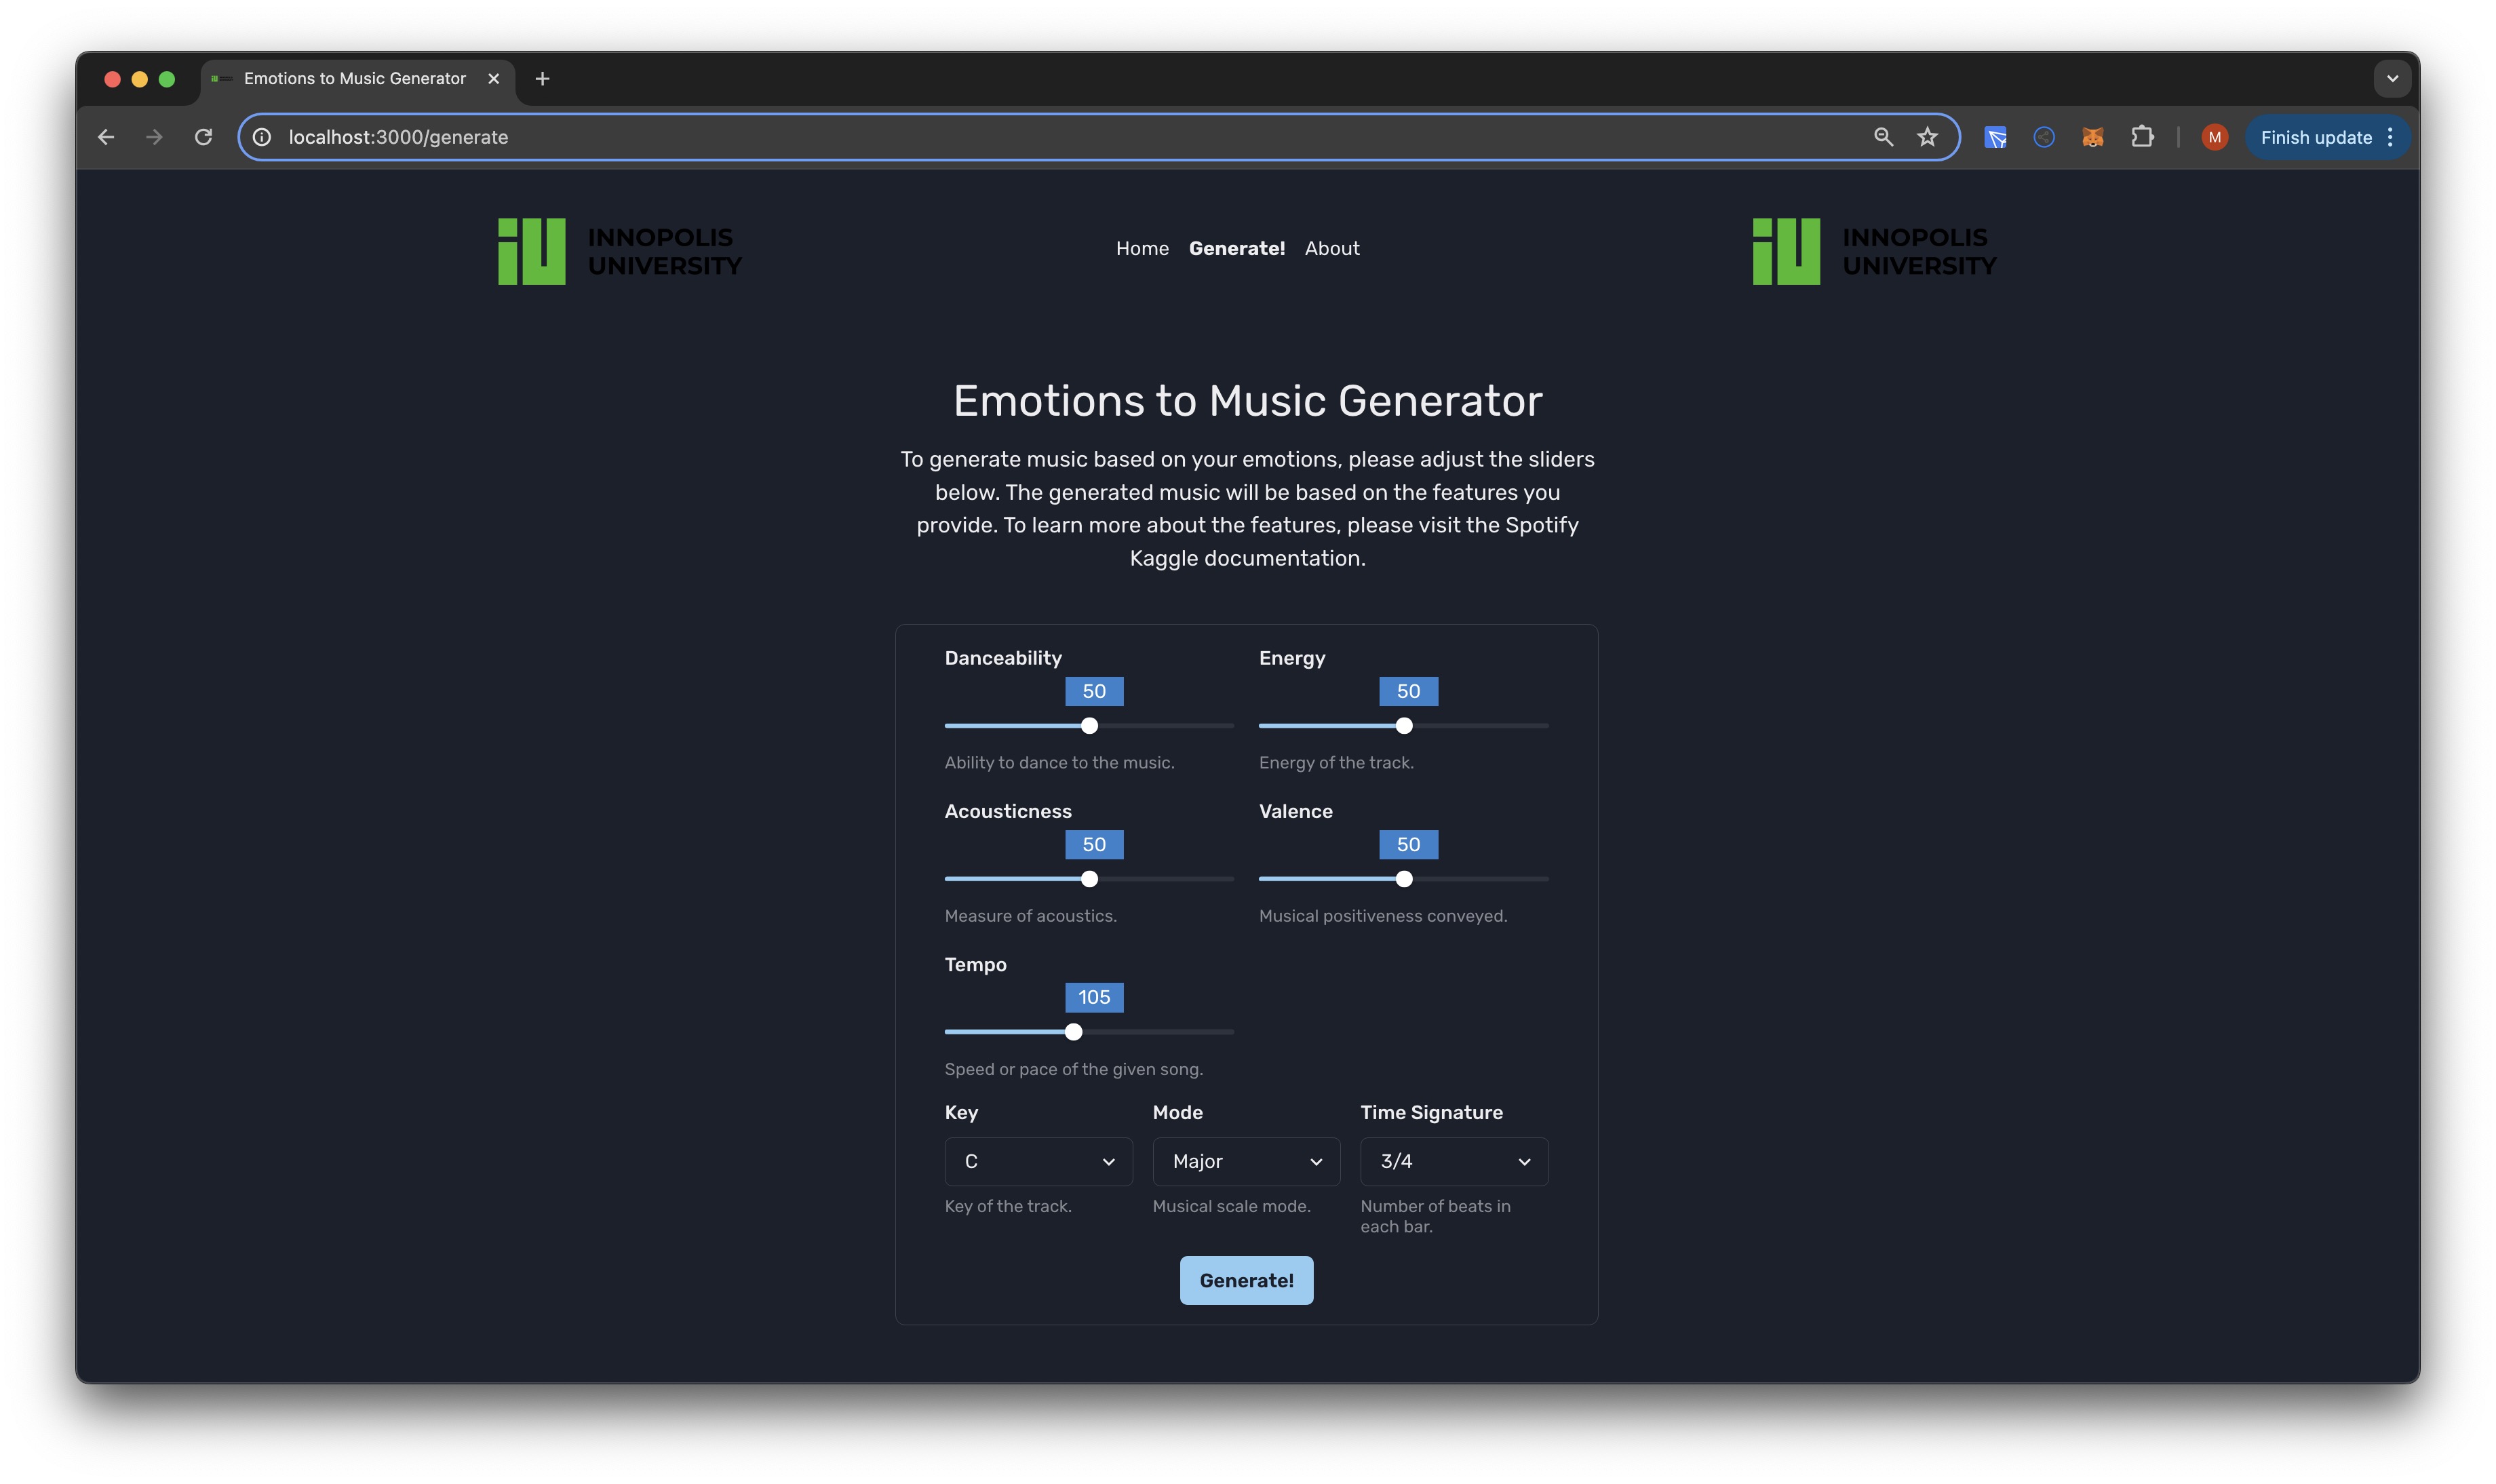 Emotions to Music Generator
localhost:3000/generate
M
Finish update
INNOPOLIS
UNIVERSITY
Home Generate! About
INNOPOLIS
UNIVERSITY
Emotions to Music Generator
To generate music based on your emotions, please adjust the sliders
below. The generated music will be based on the features you
provide. To learn more about the features, please visit the Spotify
Kaggle documentation.
Danceability
50
Ability to dance to the music.
Energy
50
Energy of the track.
Acousticness
50
Measure of acoustics.
Valence
50
Musical positiveness conveyed.
Tempo
105
Speed or pace of the given song.
Key
C
Key of the track.
Mode
Major
Musical scale mode.
Time Signature
3/4
Number of beats in
each bar.
Generate!